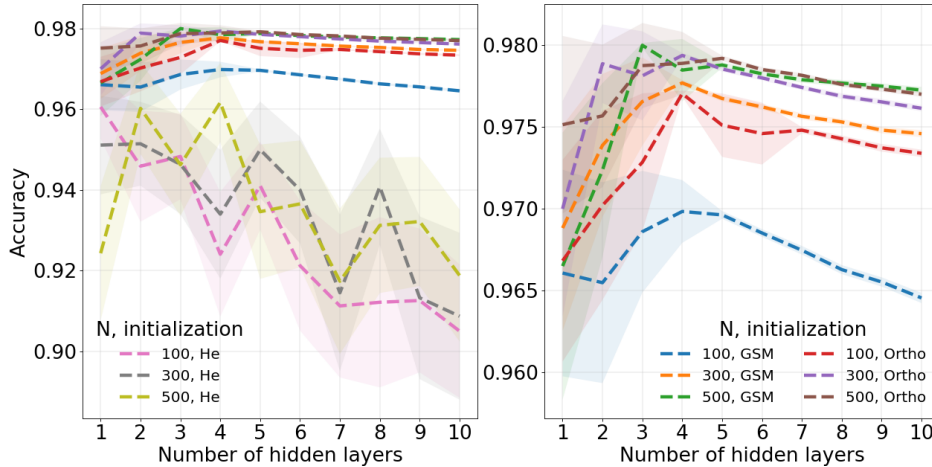 Accuracy
0.98
0.96
0.94
0.92
0.90
N, initialization
100, He
300, He
500, He
1 2 3 4 5 6 7 8 9 10
Number of hidden layers
0.980
0.975
0.970
0.965
0.960
N, initialization
100, GSM 100, Ortho
300, GSM 300, Ortho
500, GSM 500, Ortho
1 2 3 4 5 6 7 8 9 10
Number of hidden layers